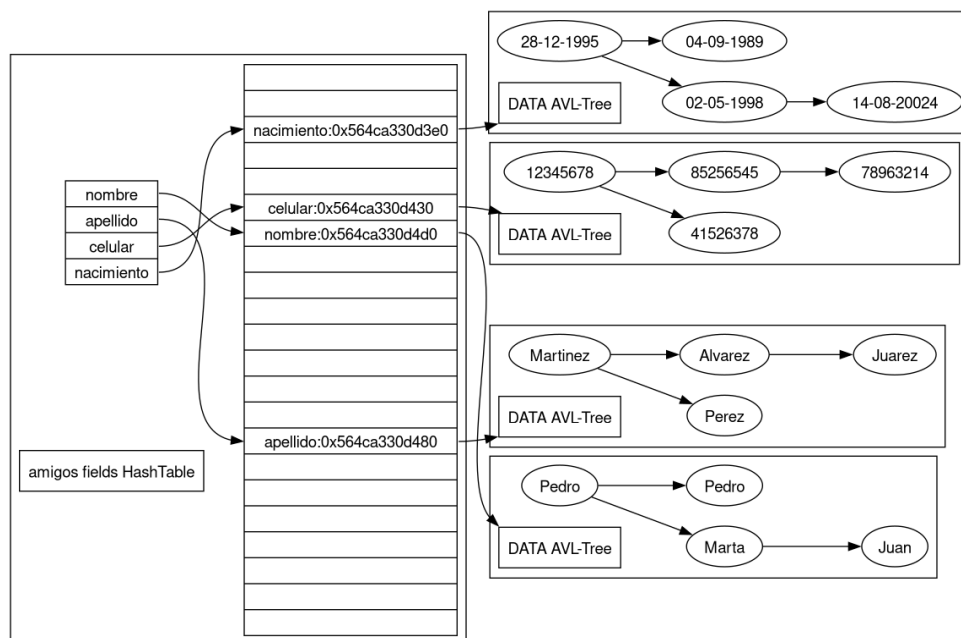 nombre
apellido
celular
nacimiento
amigos fields HashTable
nacimiento:0x564ca330d3e0
celular:0x564ca330d430
nombre:0x564ca330d4d0
apellido:0x564ca330d480
28-12-1995
04-09-1989
DATA AVL-Tree
02-05-1998
14-08-20024
12345678
85256545
78963214
DATA AVL-Tree
41526378
Martinez
Alvarez
Juarez
DATA AVL-Tree
Perez
Pedro
Pedro
DATA AVL-Tree
Marta
Juan